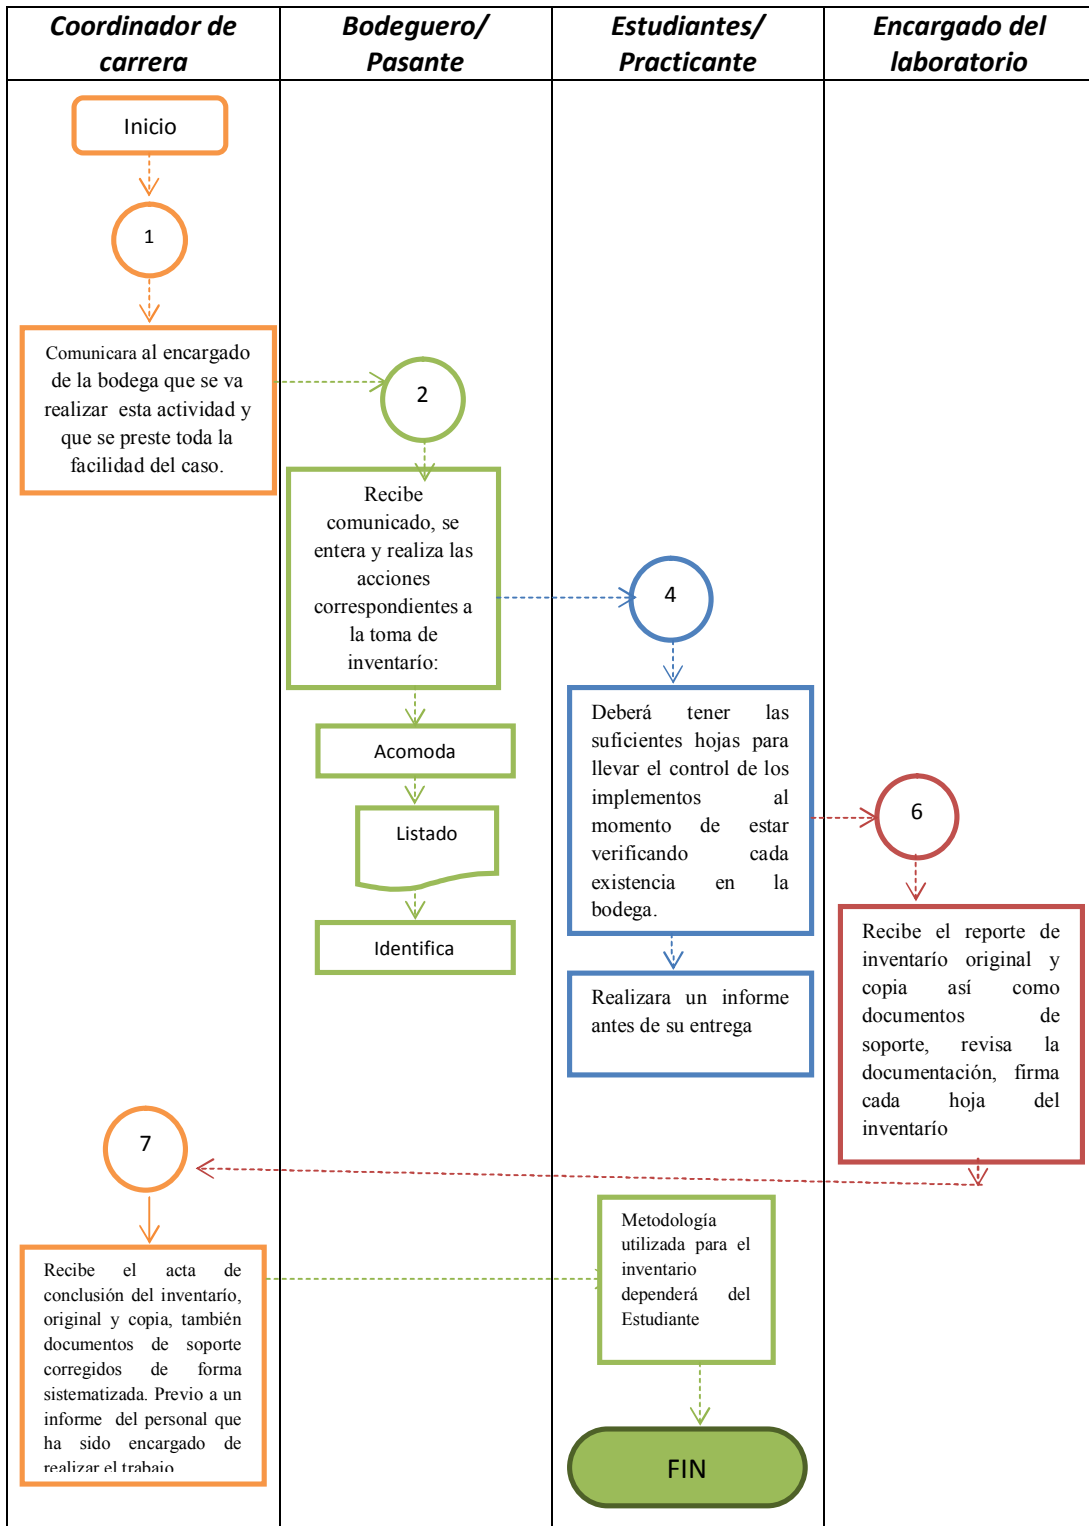 Coordinador de
carrera
Bodeguero/
Pasante
Estudiantes/
Practicante
Encargado del
laboratorio
Inicio
1
Comunicara al encargado
de la bodega que se va
realizar esta actividad y
que se preste toda la
facilidad del caso.
2
Recibe
comunicado, se
entera y realiza las
acciones
correspondientes a
la toma de
inventarío:
Acomoda
Listado
Identifica
4
Deberá tener las
suficientes hojas para
llevar el control de los
implementos al
momento de estar
verificando cada
existencia en la
bodega.
Realizara un informe
antes de su entrega
6
Recibe el reporte de
inventarío original y
copia así como
documentos de
soporte, revisa la
documentación, firma
cada hoja del
inventarío
7
Recibe el acta de
conclusión del inventarío,
original y copia, también
documentos de soporte
corregidos de forma
sistematizada. Previo a un
informe del personal que
ha sido encargado de
realizar el trabajo
Metodología
utilizada para el
inventario
dependerá del
Estudiante
FIN